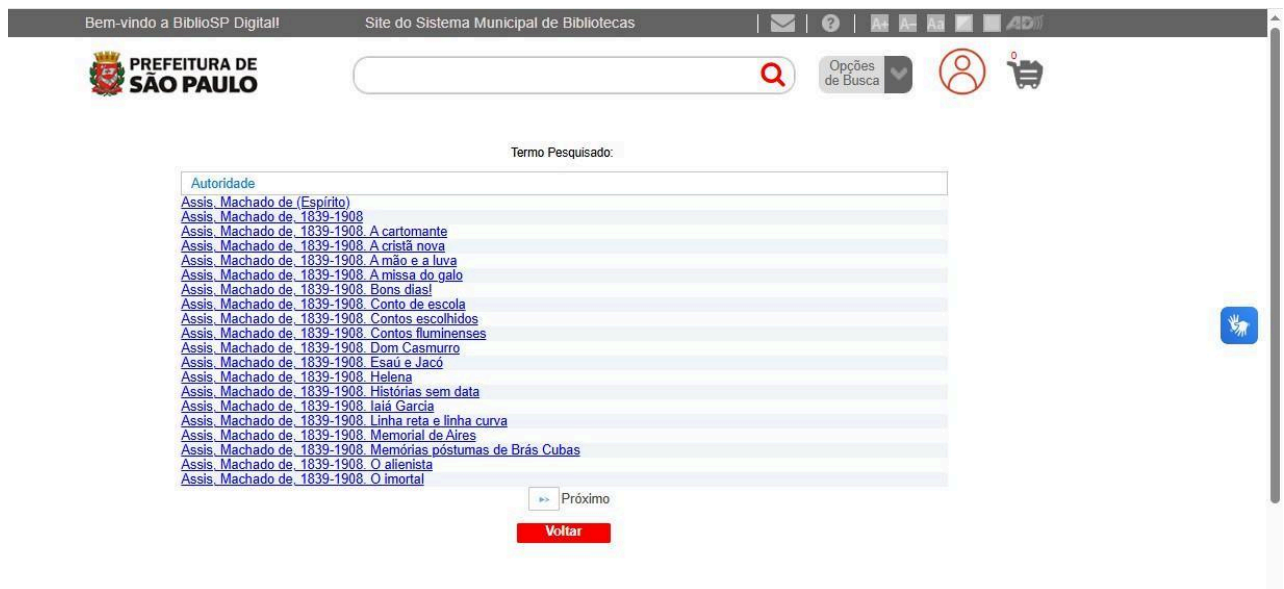 Bem-vindo a BiblioSP Digital! Site do Sistema Municipal de Bibliotecas | | ? | A+ A- Aa AD
PREFEITURA DE
SÃO PAULO
Opções
de Busca
0
Termo Pesquisado:
Autoridade
Assis, Machado de (Espírito)
Assis, Machado de, 1839-1908
Assis, Machado de, 1839-1908. A cartomante
Assis, Machado de, 1839-1908. A cristã nova
Assis, Machado de, 1839-1908. A mão e a luva
Assis, Machado de, 1839-1908. A missa do galo
Assis, Machado de, 1839-1908. Bons dias!
Assis, Machado de, 1839-1908. Conto de escola
Assis, Machado de, 1839-1908. Contos escolhidos
Assis, Machado de, 1839-1908. Contos fluminenses
Assis, Machado de, 1839-1908. Dom Casmurro
Assis, Machado de, 1839-1908. Esaú e Jacó
Assis, Machado de, 1839-1908. Helena
Assis, Machado de, 1839-1908. Histórias sem data
Assis, Machado de, 1839-1908. Iaiá Garcia
Assis, Machado de, 1839-1908. Linha reta e linha curva
Assis, Machado de, 1839-1908. Memorial de Aires
Assis, Machado de, 1839-1908. Memórias póstumas de Brás Cubas
Assis, Machado de, 1839-1908. O alienista
Assis, Machado de, 1839-1908. O imortal
Próximo
Voltar